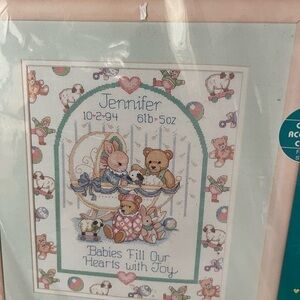 Jennifer
10-2-94 6lb 5oz
Babies Fill Our
Hearts with Joy